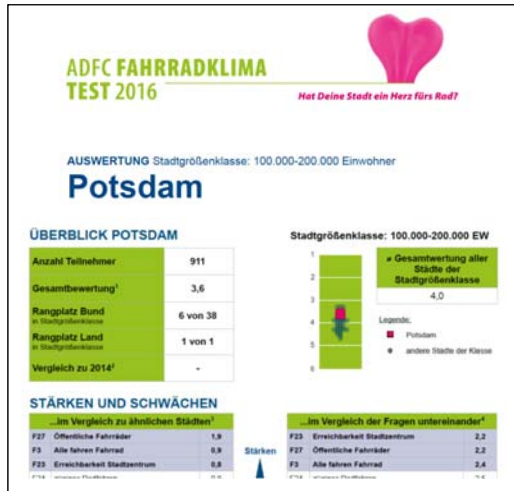 ADFC FAHRRADKLIMA
TEST 2016
Hat Deine Stadt ein Herz fürs Rad?
AUSWERTUNG Stadtgrößenklasse: 100.000-200.000 Einwohner
Potsdam
ÜBERBLICK POTSDAM
Anzahl Teilnehmer 911
Gesamtbewertung¹ 3,6
Rangplatz Bund 6 von 38
in Stadtgrößenklasse
Rangplatz Land 1 von 1
in Stadtgrößenklasse
Vergleich zu 2014² -
Stadtgrößenklasse: 100.000-200.000 EW
1
2
3
4
5
6
ø Gesamtwertung aller
Städte der
Stadtgrößenklasse
4,0
Legende:
Potsdam
andere Städte der Klasse
STÄRKEN UND SCHWÄCHEN
...im Vergleich zu ähnlichen Städten³
F27 Öffentliche Fahrräder 1,9
F3 Alle fahren Fahrrad 0,9
F23 Erreichbarkeit Stadtzentrum 0,8
Stärken
...im Vergleich der Fragen untereinander⁴
F23 Erreichbarkeit Stadtzentrum 2,2
F27 Öffentliche Fahrräder 2,2
F3 Alle fahren Fahrrad 2,4